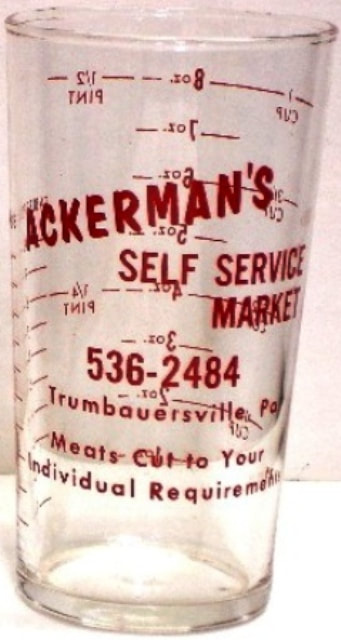 ACKERMAN'S
SELF SERVICE
MARKET
536-2484
Trumbauersville, Pa
Meats Cut to Your
Individual Requirements
1/2 PINT
8 oz.
1 CUP
7 oz.
6 oz.
5 oz.
1/4 PINT
4 oz.
3 oz.
2 oz.
CUP